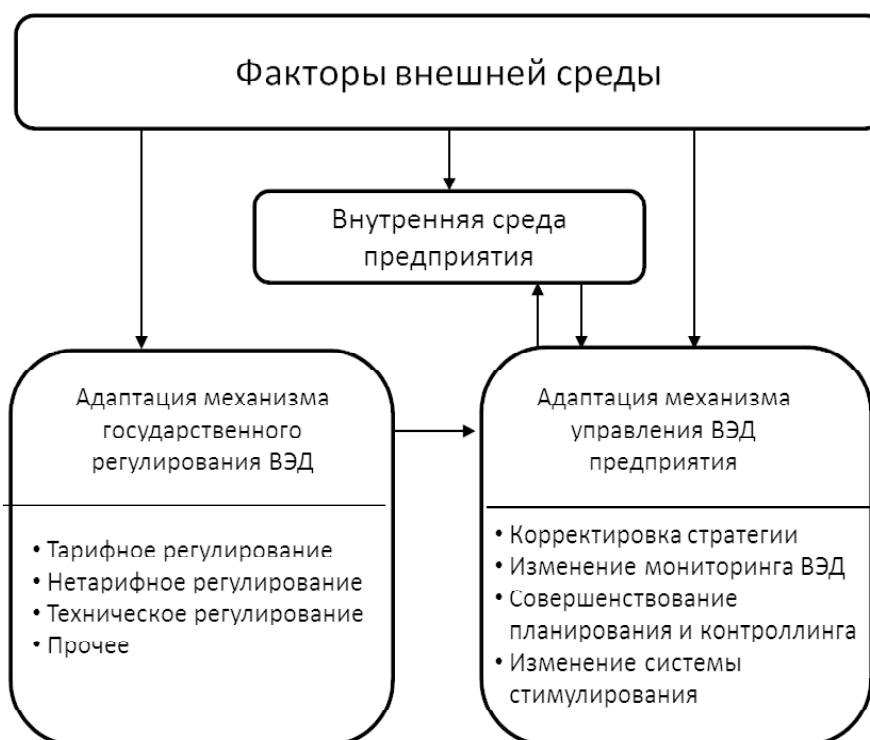 Факторы внешней среды
Внутренняя среда
предприятия
Адаптация механизма
государственного
регулирования ВЭД
• Тарифное регулирование
• Нетарифное регулирование
• Техническое регулирование
• Прочее
Адаптация механизма
управления ВЭД
предприятия
• Корректировка стратегии
• Изменение мониторинга ВЭД
• Совершенствование
планирования и контроллинга
• Изменение системы
стимулирования